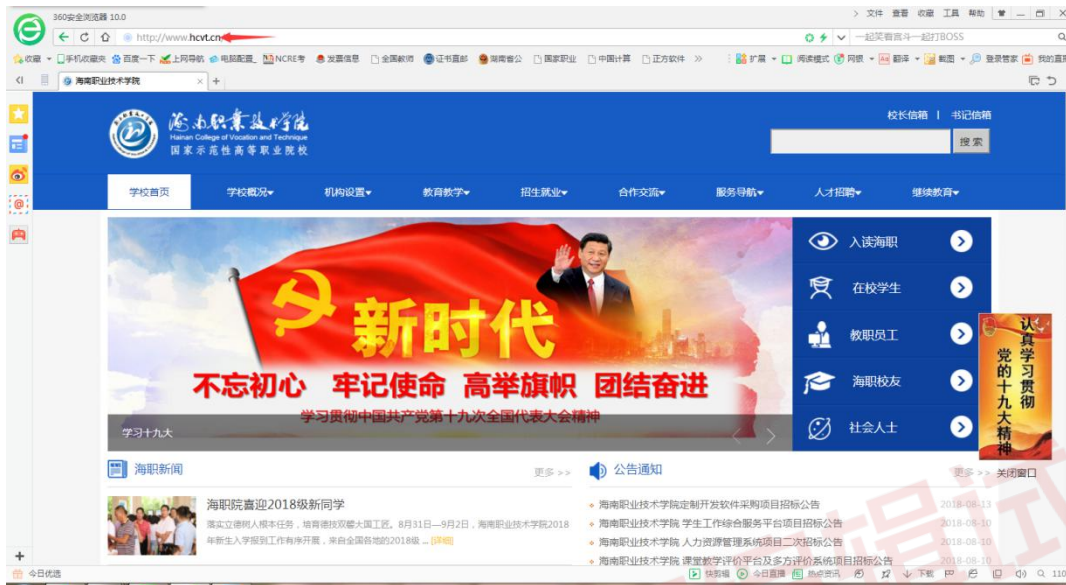 360安全浏览器 10.0
文件 查看 收藏 工具 帮助
http://www.hcvt.cn
一起笑看言斗一起打BOSS
收藏 手机收藏夹 百度一下 上网导航 电脑配置_ NCRE考 发票信息 全国教师 证书直邮 湖南省公 国家职业 中国计算 正方软件 扩展 阅读模式 网银 翻译 截图 登录管家 我的直
海南职业技术学院
校长信箱 | 书记信箱
海南职业技术学院
Hainan College of Vocation and Technique
国家示范性高等职业院校
搜索
学校首页 学校概况 机构设置 教育教学 招生就业 合作交流 服务导航 人才招聘 继续教育
入读海职
在校学生
教职员工
海职校友
社会人士
新时代
不忘初心 牢记使命 高举旗帜 团结奋进
学习贯彻中国共产党第十九次全国代表大会精神
学习十九大
认真学习贯彻
党的十九大精神
关闭窗口
海职新闻 更多 >>
海职院喜迎2018级新同学
落实立德树人根本任务，培育德技双馨大国工匠。8月31日—9月2日，海南职业技术学院2018
年新生入学报到工作有序开展，来自全国各地的2018级 ... [详细]
公告通知 更多 >>
海南职业技术学院定制开发软件采购项目招标公告 2018-08-13
海南职业技术学院 学生工作综合服务平台项目招标公告 2018-08-10
海南职业技术学院 人力资源管理系统项目二次招标公告 2018-08-10
海南职业技术学院 课堂教学评价平台及多方评价系统项目招标公告 2018-08-10
今日优选
快剪辑 今日直播 热点资讯 下载 110